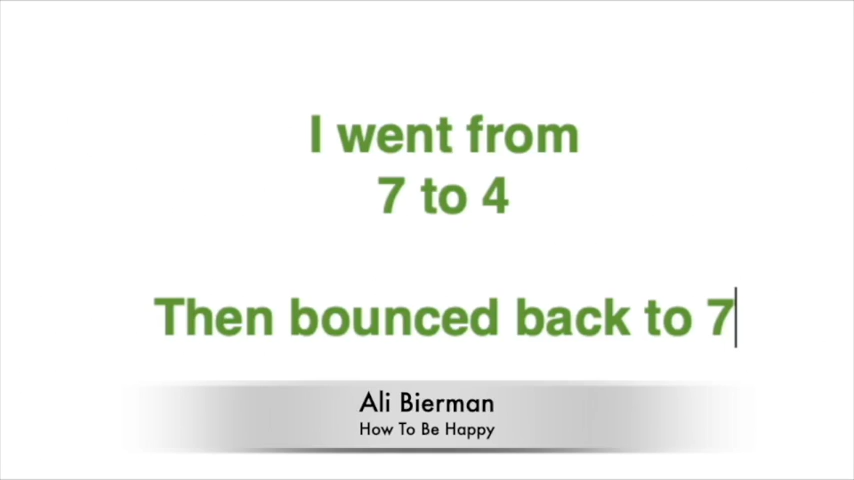 I went from
7 to 4
Then bounced back to 7
Ali Bierman
How To Be Happy